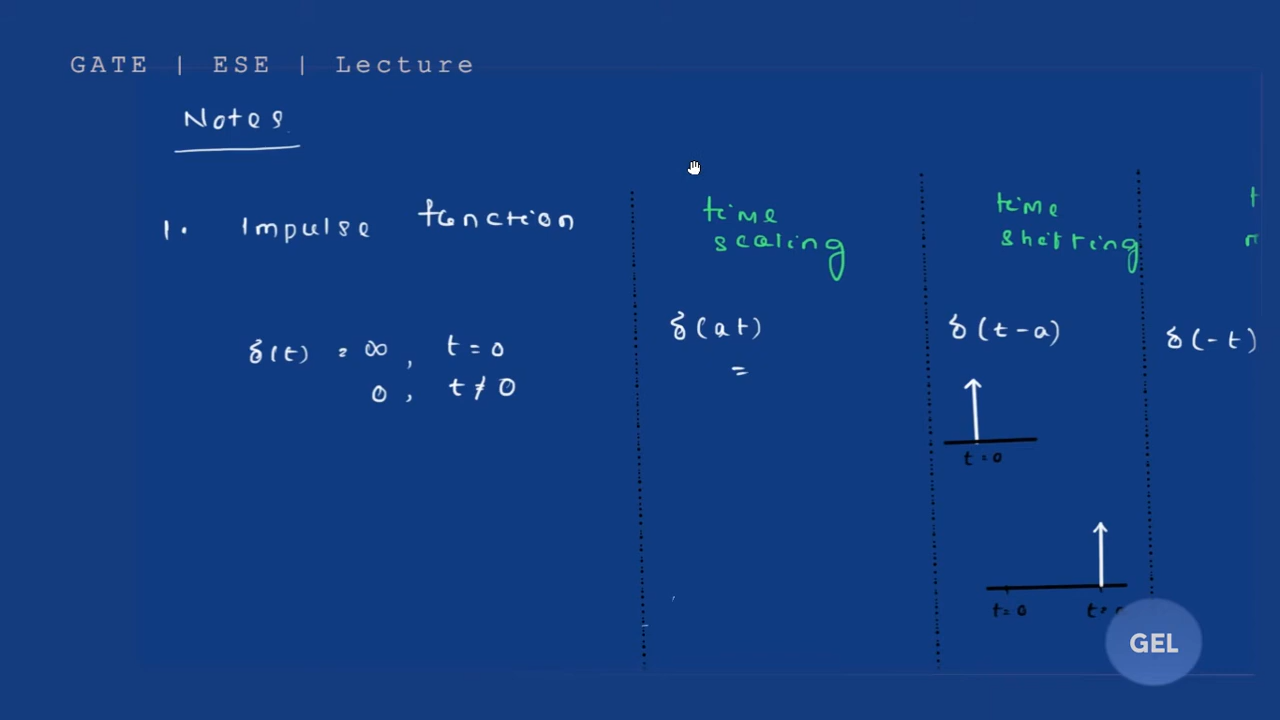 GATE | ESE | Lecture
Notes
1. Impulse function
δ(t) = ∞, t = 0
0, t ≠ 0
time
scaling
δ(at)
=
time
shifting
δ(t-a)
t = 0
t = 0
δ(-t)
GEL